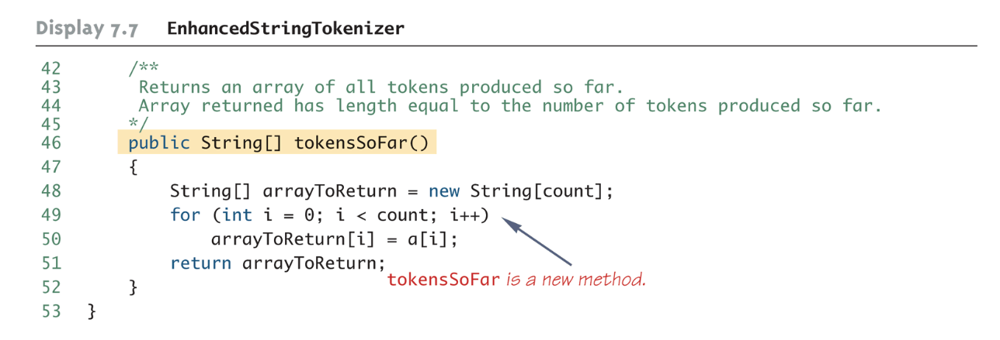 Display 7.7 EnhancedStringTokenizer
42 /**
43 Returns an array of all tokens produced so far.
44 Array returned has length equal to the number of tokens produced so far.
45 */
46 public String[] tokensSoFar()
47 {
48 String[] arrayToReturn = new String[count];
49 for (int i = 0; i < count; i++)
50 arrayToReturn[i] = a[i];
51 return arrayToReturn;
tokensSoFar is a new method.
52 }
53 }